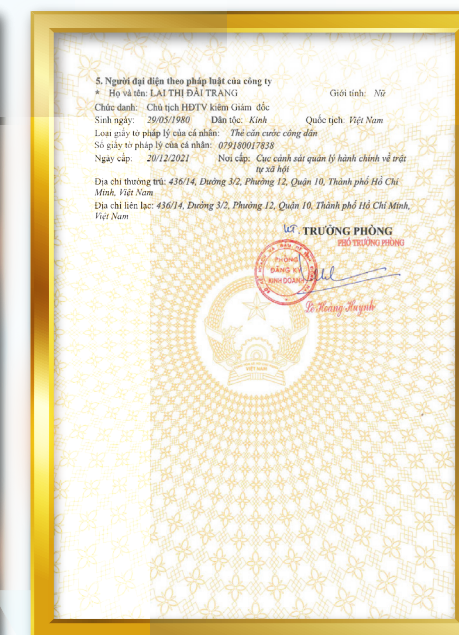 5. Người đại diện theo pháp luật của công ty
* Họ và tên: LẠI THỊ ĐÀI TRANG Giới tính: Nữ
Chức danh: Chủ tịch HĐTV kiêm Giám đốc
Sinh ngày: 29/05/1980 Dân tộc: Kinh Quốc tịch: Việt Nam
Loại giấy tờ pháp lý của cá nhân: Thẻ căn cước công dân
Số giấy tờ pháp lý của cá nhân: 079180017838
Ngày cấp: 20/12/2021 Nơi cấp: Cục cảnh sát quản lý hành chính về trật
tự xã hội
Địa chỉ thường trú: 436/14, Đường 3/2, Phường 12, Quận 10, Thành phố Hồ Chí
Minh, Việt Nam
Địa chỉ liên lạc: 436/14, Đường 3/2, Phường 12, Quận 10, Thành phố Hồ Chí Minh,
Việt Nam
KT. TRƯỞNG PHÒNG
PHÓ TRƯỞNG PHÒNG
PHÒNG
ĐĂNG KÝ
KINH DOANH
Lê Hoàng Huynh
VIỆT NAM